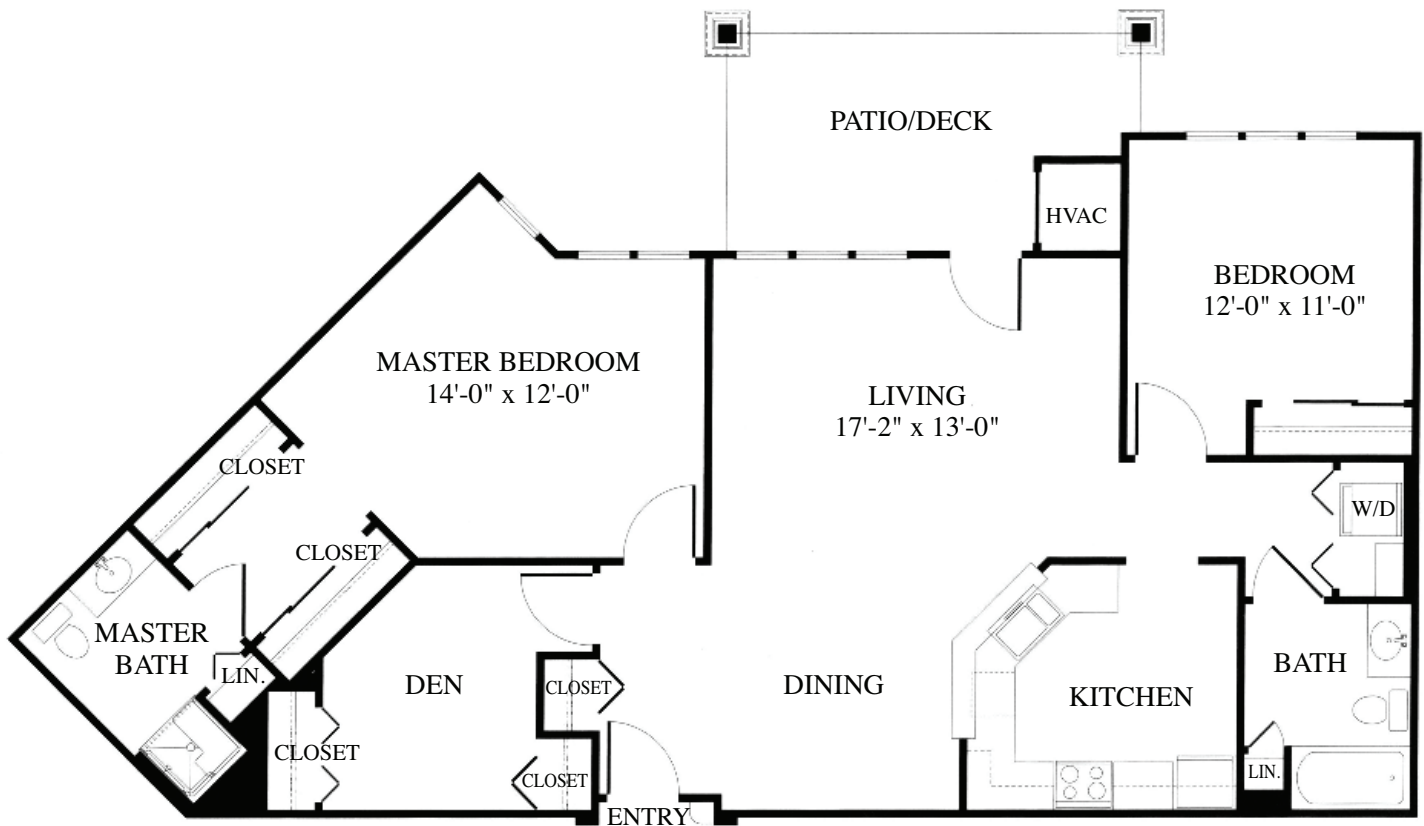 PATIO/DECK
HVAC
BEDROOM
12'-0" x 11'-0"
MASTER BEDROOM
14'-0" x 12'-0"
LIVING
17'-2" x 13'-0"
CLOSET
W/D
CLOSET
MASTER
BATH
LIN.
DEN
CLOSET
DINING
KITCHEN
BATH
CLOSET
CLOSET
LIN.
ENTRY